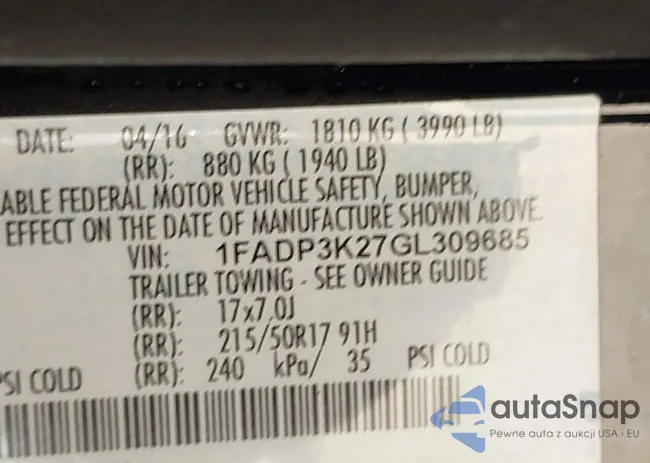 DATE: 04/16 GVWR: 1810 KG ( 3990 LB)
(RR): 880 KG ( 1940 LB)
ABLE FEDERAL MOTOR VEHICLE SAFETY, BUMPER,
EFFECT ON THE DATE OF MANUFACTURE SHOWN ABOVE.
VIN: 1FADP3K27GL309685
TRAILER TOWING - SEE OWNER GUIDE
(RR): 17x7.0J
(RR): 215/50R17 91H
PSI COLD (RR): 240 kPa/ 35 PSI COLD
autaSnap
Pewne auta z aukcji USA i EU